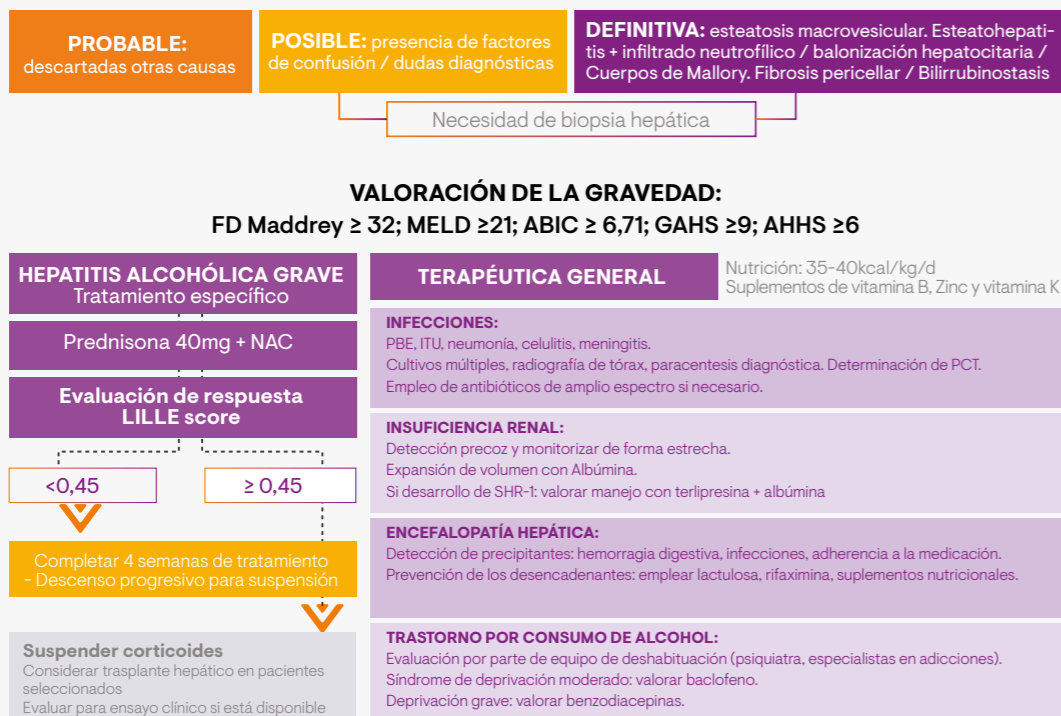 PROBABLE:
descartadas otras causas
POSIBLE: presencia de factores
de confusión / dudas diagnósticas
DEFINITIVA: esteatosis macrovesicular. Esteatohepati-
tis + infiltrado neutrofílico / balonización hepatocitaria /
Cuerpos de Mallory. Fibrosis pericellar / Bilirrubinostasis
Necesidad de biopsia hepática
VALORACIÓN DE LA GRAVEDAD:
FD Maddrey ≥ 32; MELD ≥21; ABIC ≥ 6,71; GAHS ≥9; AHHS ≥6
HEPATITIS ALCOHÓLICA GRAVE
Tratamiento específico
Prednisona 40mg + NAC
Evaluación de respuesta
LILLE score
<0,45
≥ 0,45
Completar 4 semanas de tratamiento
- Descenso progresivo para suspensión
Suspender corticoides
Considerar trasplante hepático en pacientes
seleccionados
Evaluar para ensayo clínico si está disponible
TERAPÉUTICA GENERAL
Nutrición: 35-40kcal/kg/d
Suplementos de vitamina B, Zinc y vitamina K
INFECCIONES:
PBE, ITU, neumonía, celulitis, meningitis.
Cultivos múltiples, radiografía de tórax, paracentesis diagnóstica. Determinación de PCT.
Empleo de antibióticos de amplio espectro si necesario.
INSUFICIENCIA RENAL:
Detección precoz y monitorizar de forma estrecha.
Expansión de volumen con Albúmina.
Si desarrollo de SHR-1: valorar manejo con terlipresina + albúmina
ENCEFALOPATÍA HEPÁTICA:
Detección de precipitantes: hemorragia digestiva, infecciones, adherencia a la medicación.
Prevención de los desencadenantes: emplear lactulosa, rifaximina, suplementos nutricionales.
TRASTORNO POR CONSUMO DE ALCOHOL:
Evaluación por parte de equipo de deshabituación (psiquiatra, especialistas en adicciones).
Síndrome de deprivación moderado: valorar baclofeno.
Deprivación grave: valorar benzodiacepinas.